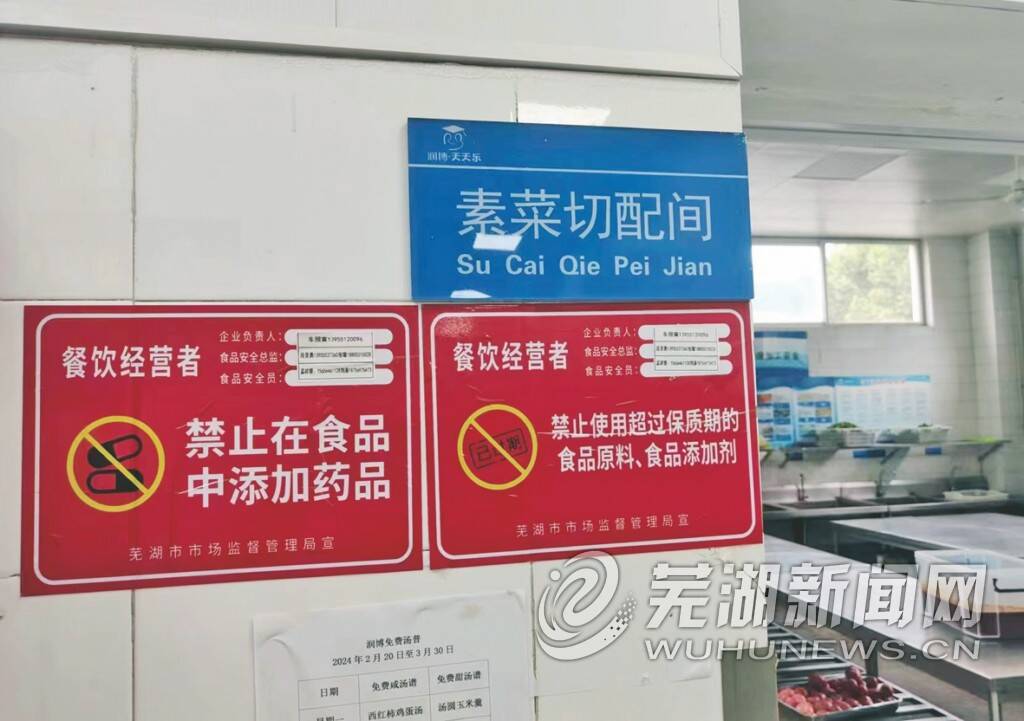 润博·天天乐
素菜切配间
Su Cai Qie Pei Jian
餐饮经营者
企业负责人：
食品安全总监：
食品安全员：
禁止在食品
中添加药品
芜湖市市场监督管理局宣
餐饮经营者
企业负责人：
食品安全总监：
食品安全员：
已过期
禁止使用超过保质期的
食品原料、食品添加剂
芜湖市市场监督管理局宣
润博免费汤普
2024年2月20日至3月30日
日期 免费咸汤谱 免费甜汤谱
星期一 西红柿鸡蛋汤 汤圆玉米羹
芜湖新闻网
WUHUNEWS.CN